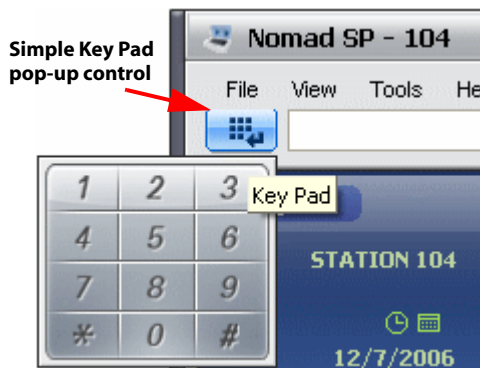 Simple Key Pad
pop-up control
Nomad SP - 104
File View Tools He
1 2 3
Key Pad
4 5 6
7 8 9
* 0 #
STATION 104
12/7/2006